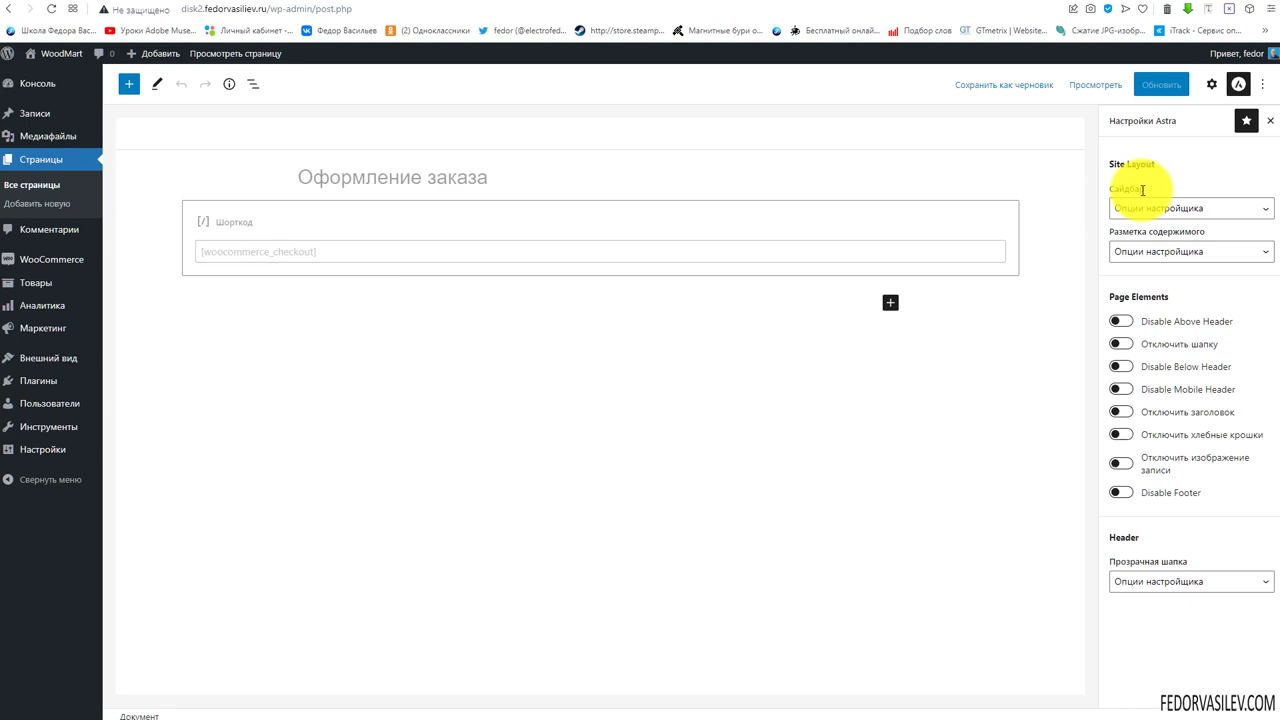 Не защищено disk2.fedorvasiliev.ru/wp-admin/post.php
Школа Федора Вас... Уроки Adobe Muse... Личный кабинет -... Федор Васильев (2) Одноклассники fedor (@electrofed... http://store.steamp... Магнитные бури о... Бесплатный онлай... Подбор слов GTmetrix | Website... Сжатие JPG-изобр... iTrack - Сервис оп... »
WoodMart 0 Добавить Просмотреть страницу Привет, fedor
Консоль
Записи
Медиафайлы
Страницы
Все страницы
Добавить новую
Комментарии
WooCommerce
Товары
Аналитика
Маркетинг
Внешний вид
Плагины
Пользователи
Инструменты
Настройки
Свернуть меню
Сохранить как черновик Просмотреть Обновить
Оформление заказа
[/] Шорткод
[woocommerce_checkout]
Документ
Настройки Astra
Site Layout
Сайдбар
Опции настройщика
Разметка содержимого
Опции настройщика
Page Elements
Disable Above Header
Отключить шапку
Disable Below Header
Disable Mobile Header
Отключить заголовок
Отключить хлебные крошки
Отключить изображение
записи
Disable Footer
Header
Прозрачная шапка
Опции настройщика
FEDORVASILEV.COM